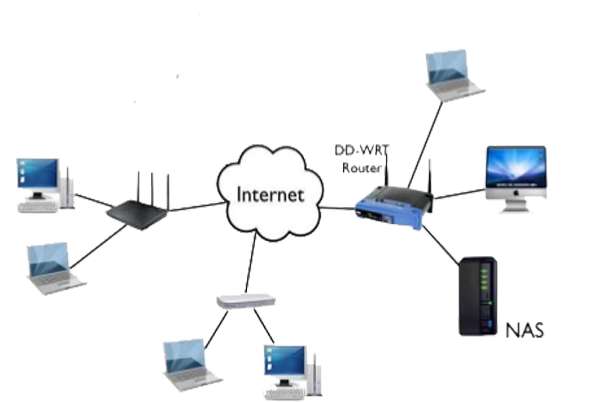 DD-WRT
Router
Internet
NAS